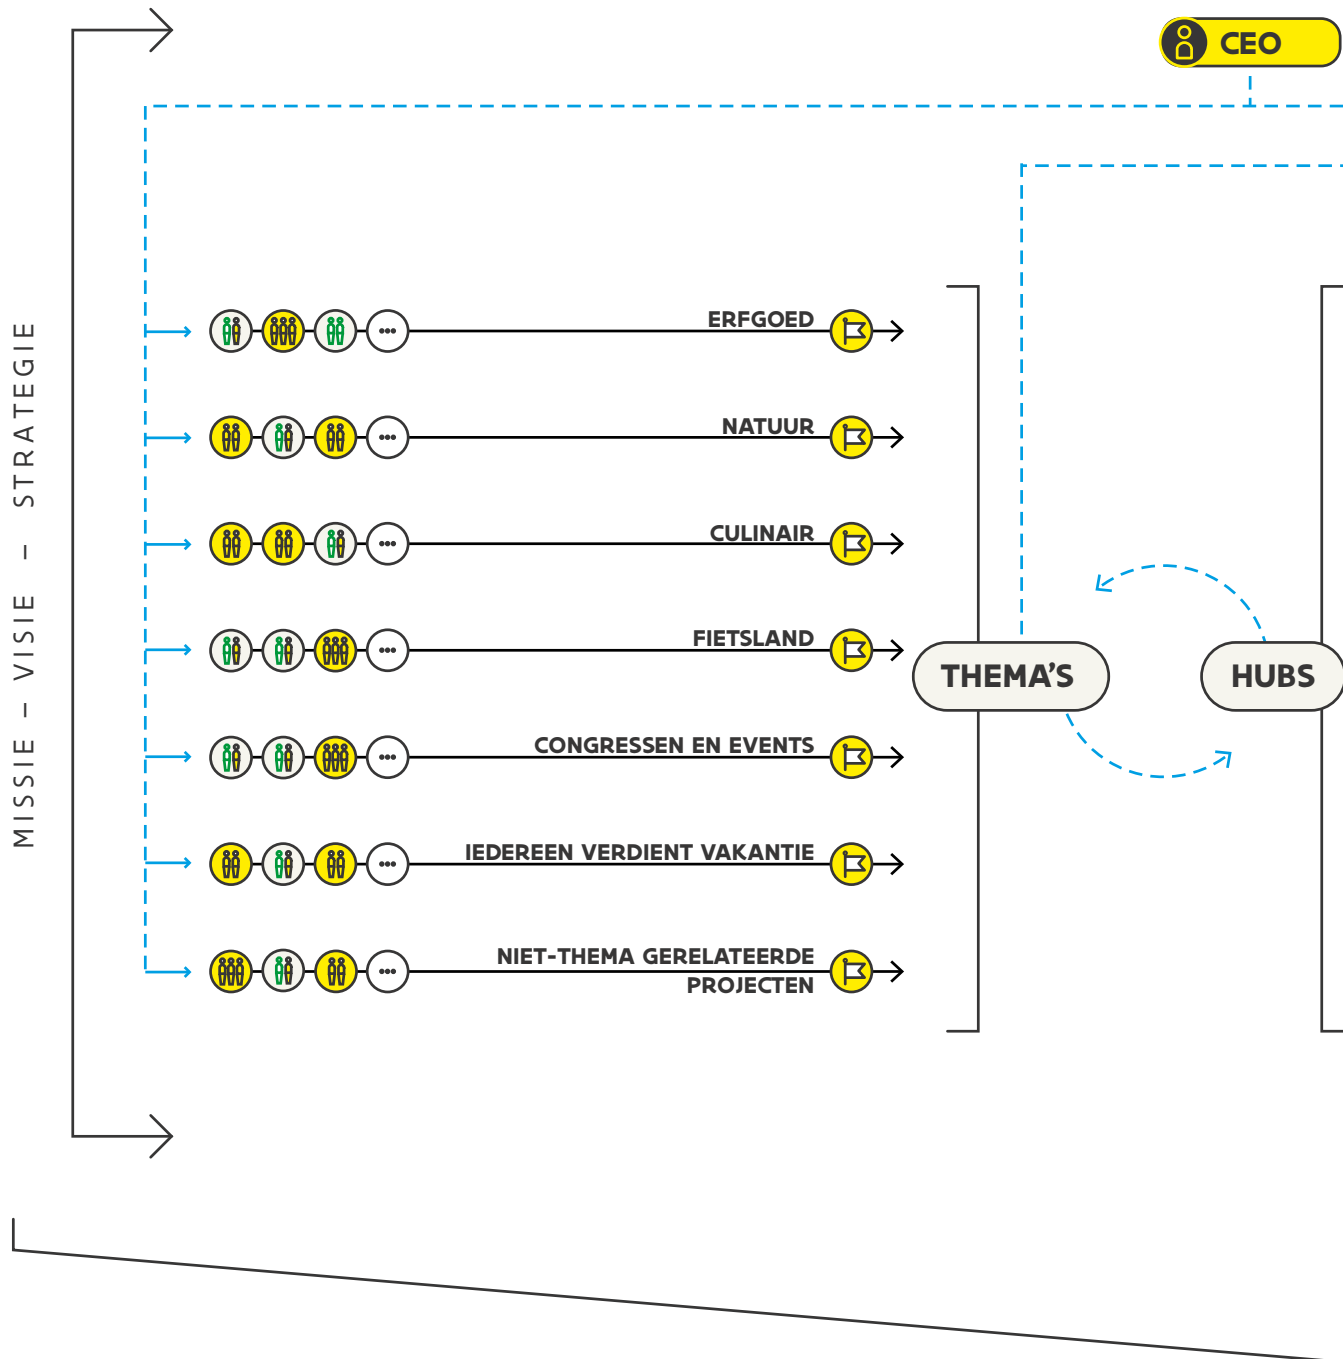 CEO
MISSIE – VISIE – STRATEGIE
ERFGOED
NATUUR
CULINAIR
FIETSLAND
THEMA'S
HUBS
CONGRESSEN EN EVENTS
IEDEREEN VERDIENT VAKANTIE
NIET-THEMA GERELATEERDE
PROJECTEN